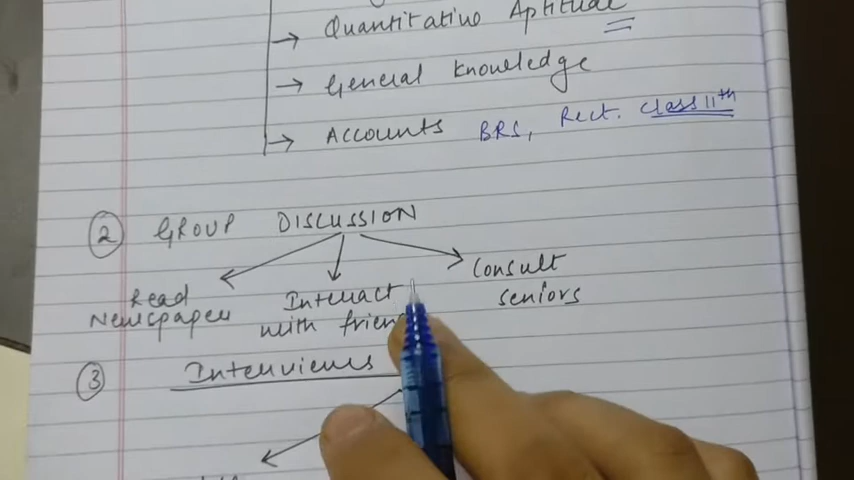 Quantitative Aptitude
General Knowledge
Accounts BRS, Rect. Class 11th
2 GROUP DISCUSSION
Read Newspaper
Interact with friends
Consult seniors
3 Interviews